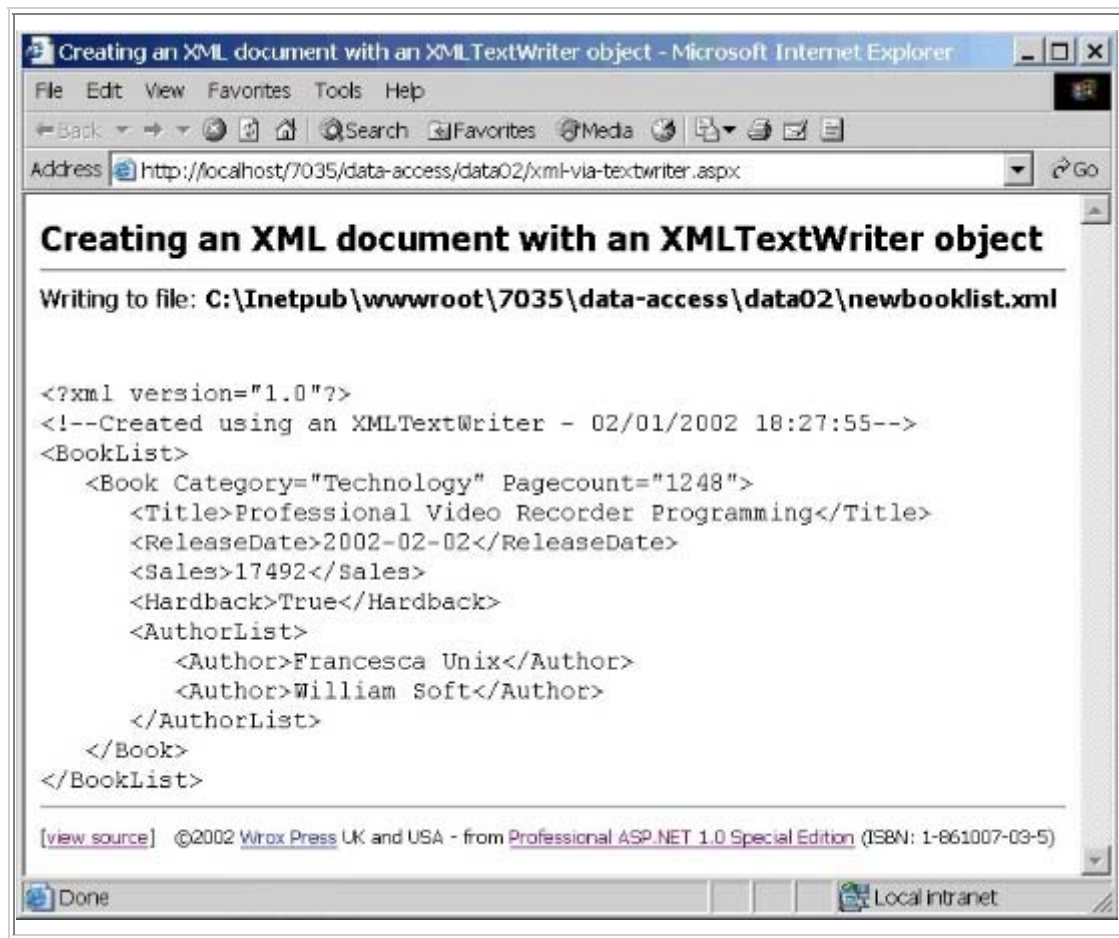 Creating an XML document with an XMLTextWriter object - Microsoft Internet Explorer
File Edit View Favorites Tools Help
Back Search Favorites Media
Address http://localhost/7035/data-access/data02/xml-via-textwriter.aspx Go
Creating an XML document with an XMLTextWriter object
Writing to file: C:\Inetpub\wwwroot\7035\data-access\data02\newbooklist.xml
<?xml version="1.0"?>
<!--Created using an XMLTextWriter - 02/01/2002 18:27:55-->
<BookList>
   <Book Category="Technology" Pagecount="1248">
      <Title>Professional Video Recorder Programming</Title>
      <ReleaseDate>2002-02-02</ReleaseDate>
      <Sales>17492</Sales>
      <Hardback>True</Hardback>
      <AuthorList>
         <Author>Francesca Unix</Author>
         <Author>William Soft</Author>
      </AuthorList>
   </Book>
</BookList>
[view source] ©2002 Wrox Press UK and USA - from Professional ASP.NET 1.0 Special Edition (ISBN: 1-861007-03-5)
Done Local intranet